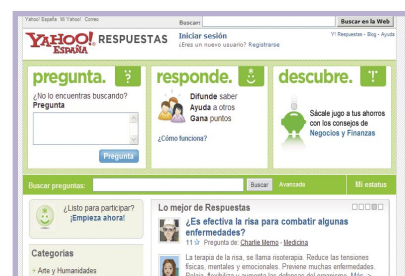 Yahoo! España Mi Yahoo! Correo
Buscar: Buscar en la Web
YAHOO! ESPAÑA RESPUESTAS
Iniciar sesión
¿Eres un nuevo usuario? Registrarse
Y! Respuestas - Blog - Ayuda
pregunta. ?
¿No lo encuentras buscando?
Pregunta
Pregunta
responde.
Difunde saber
Ayuda a otros
Gana puntos
¿Cómo funciona?
descubre. !
Sácale jugo a tus ahorros
con los consejos de
Negocios y Finanzas
Buscar preguntas: Buscar Avanzada Mi estatus
¿Listo para participar?
¡Empieza ahora!
Categorías
Arte y Humanidades
Lo mejor de Respuestas
¿Es efectiva la risa para combatir algunas
enfermedades?
11 ☆ Pregunta de: Charlie Memo - Medicina
La terapia de la risa, se llama risoterapia. Reduce las tensiones
físicas, mentales y emocionales. Previene muchas enfermedades.